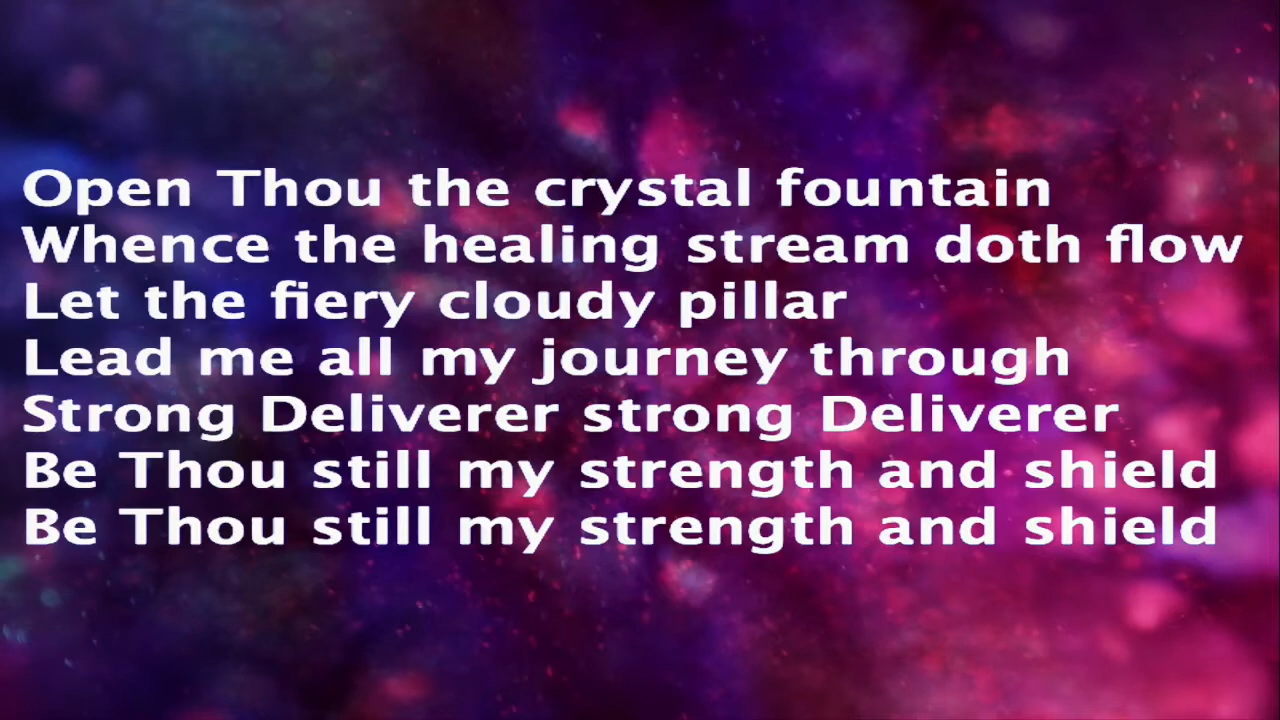 Open Thou the crystal fountain
Whence the healing stream doth flow
Let the fiery cloudy pillar
Lead me all my journey through
Strong Deliverer strong Deliverer
Be Thou still my strength and shield
Be Thou still my strength and shield